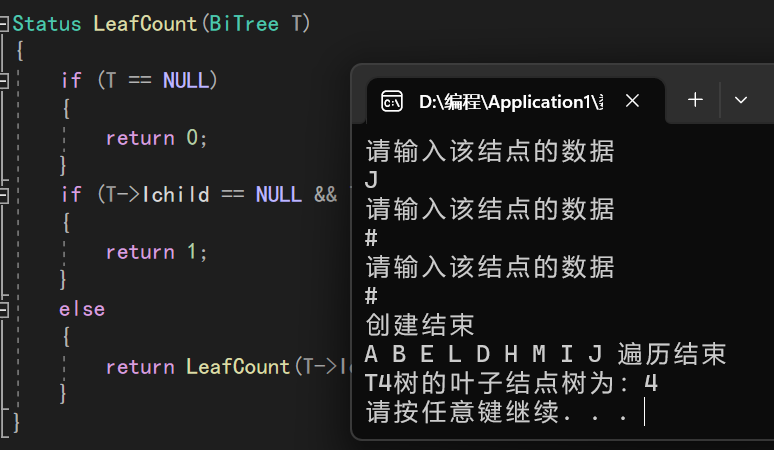 Status LeafCount(BiTree T)
{
if (T == NULL)
{
return 0;
}
if (T->lchild == NULL &&
{
return 1;
}
else
{
return LeafCount(T->
}
}
D:\编程\Application1\
请输入该结点的数据
J
请输入该结点的数据
#
请输入该结点的数据
#
创建结束
A B E L D H M I J 遍历结束
T4树的叶子结点树为: 4
请按任意键继续. . .